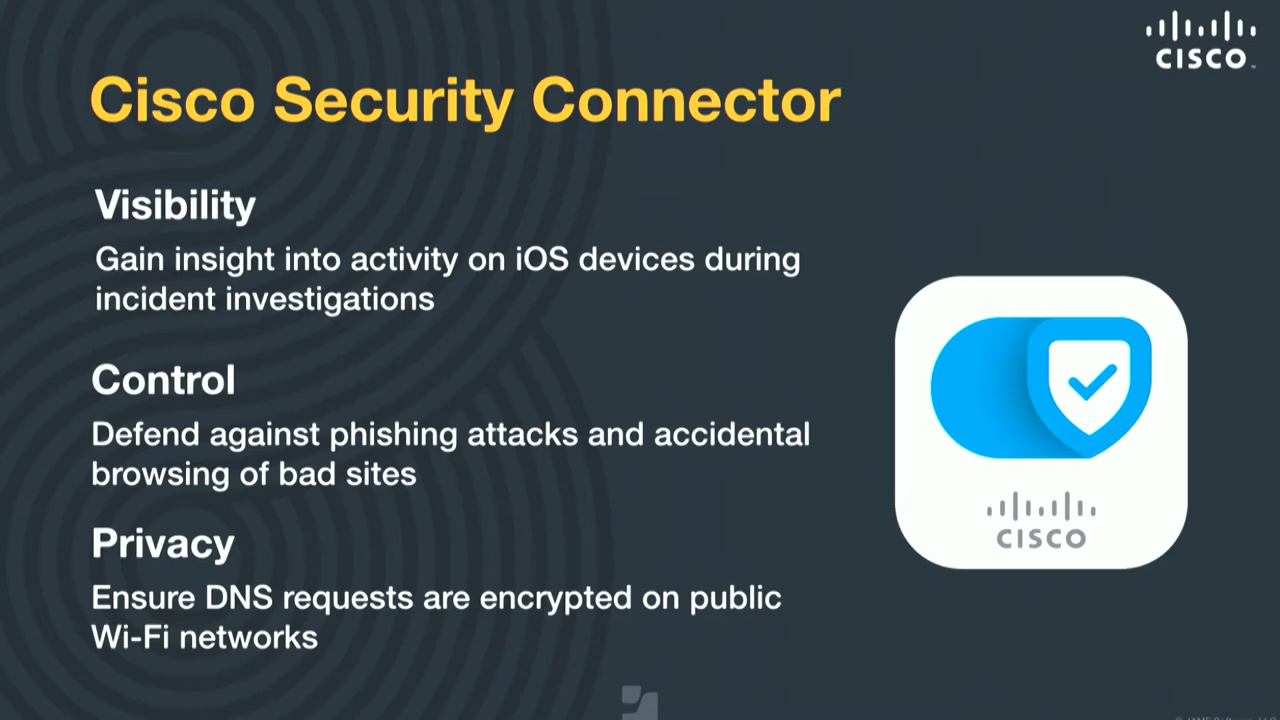 CISCO
Cisco Security Connector
Visibility
Gain insight into activity on iOS devices during
incident investigations
Control
Defend against phishing attacks and accidental
browsing of bad sites
Privacy
Ensure DNS requests are encrypted on public
Wi-Fi networks
CISCO